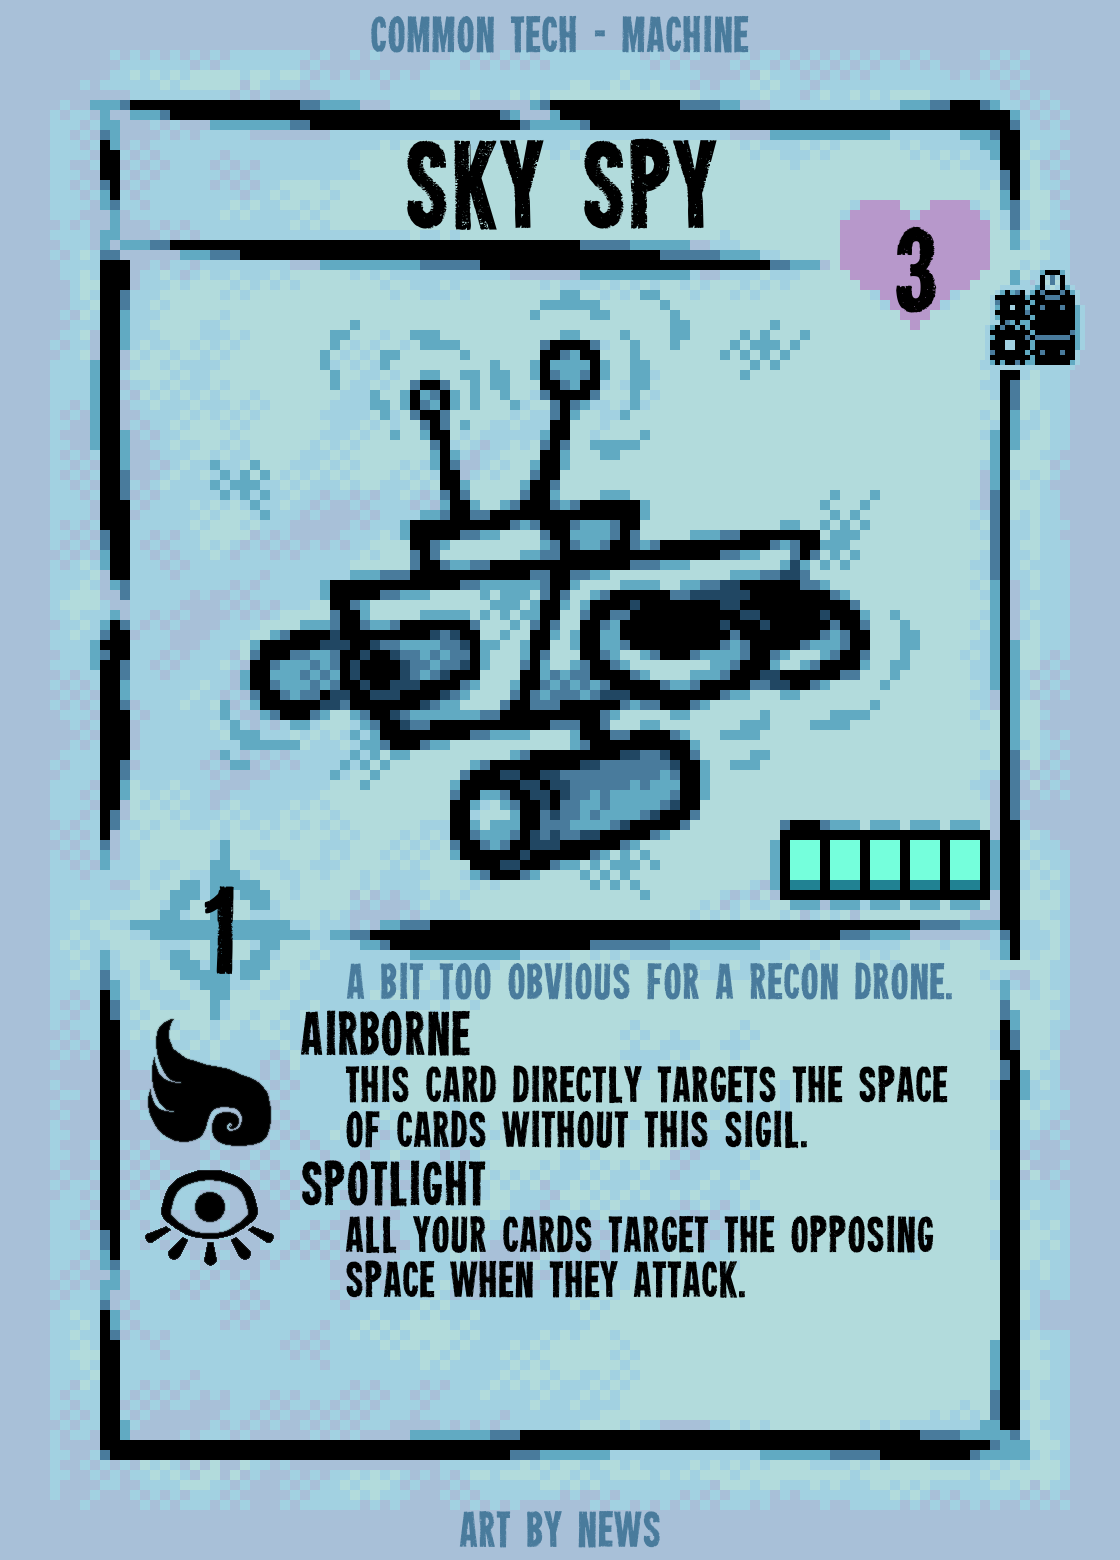 COMMON TECH - MACHINE
SKY SPY
3
1
A BIT TOO OBVIOUS FOR A RECON DRONE.
AIRBORNE
THIS CARD DIRECTLY TARGETS THE SPACE
OF CARDS WITHOUT THIS SIGIL.
SPOTLIGHT
ALL YOUR CARDS TARGET THE OPPOSING
SPACE WHEN THEY ATTACK.
ART BY NEWS